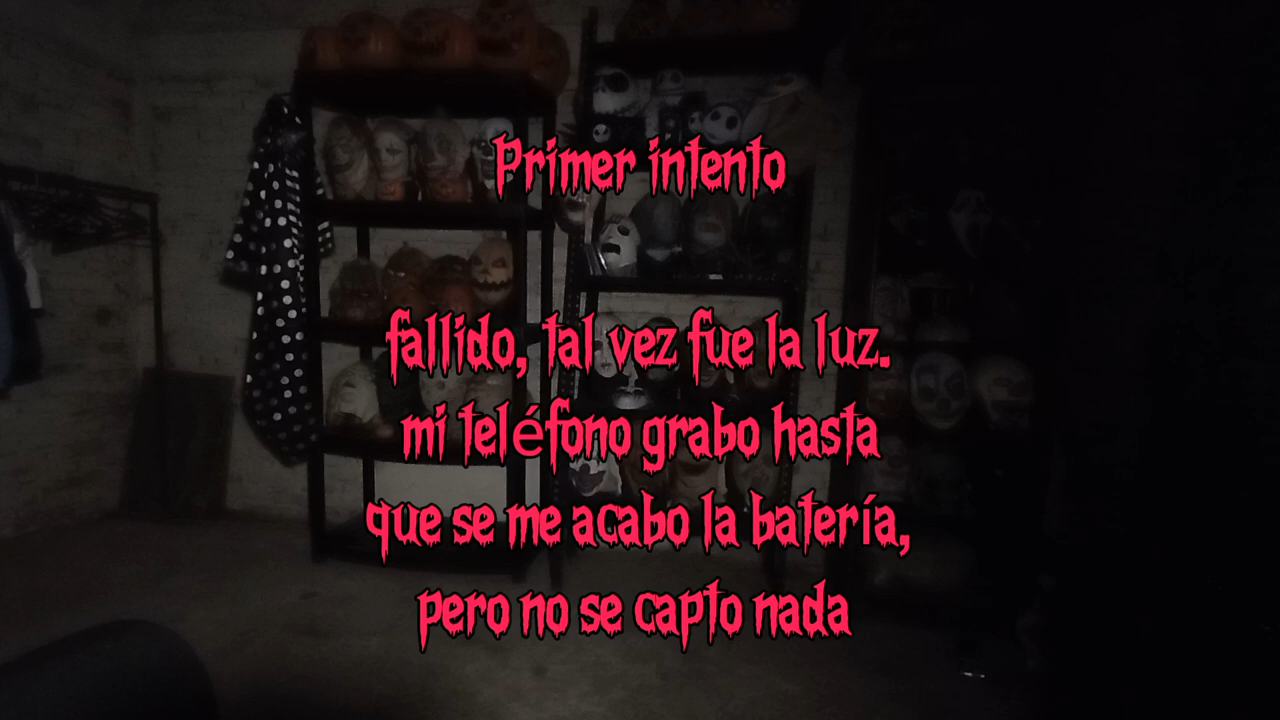 Primer intento
fallido, tal vez fue la luz.
mi teléfono grabo hasta
que se me acabo la batería,
pero no se capto nada